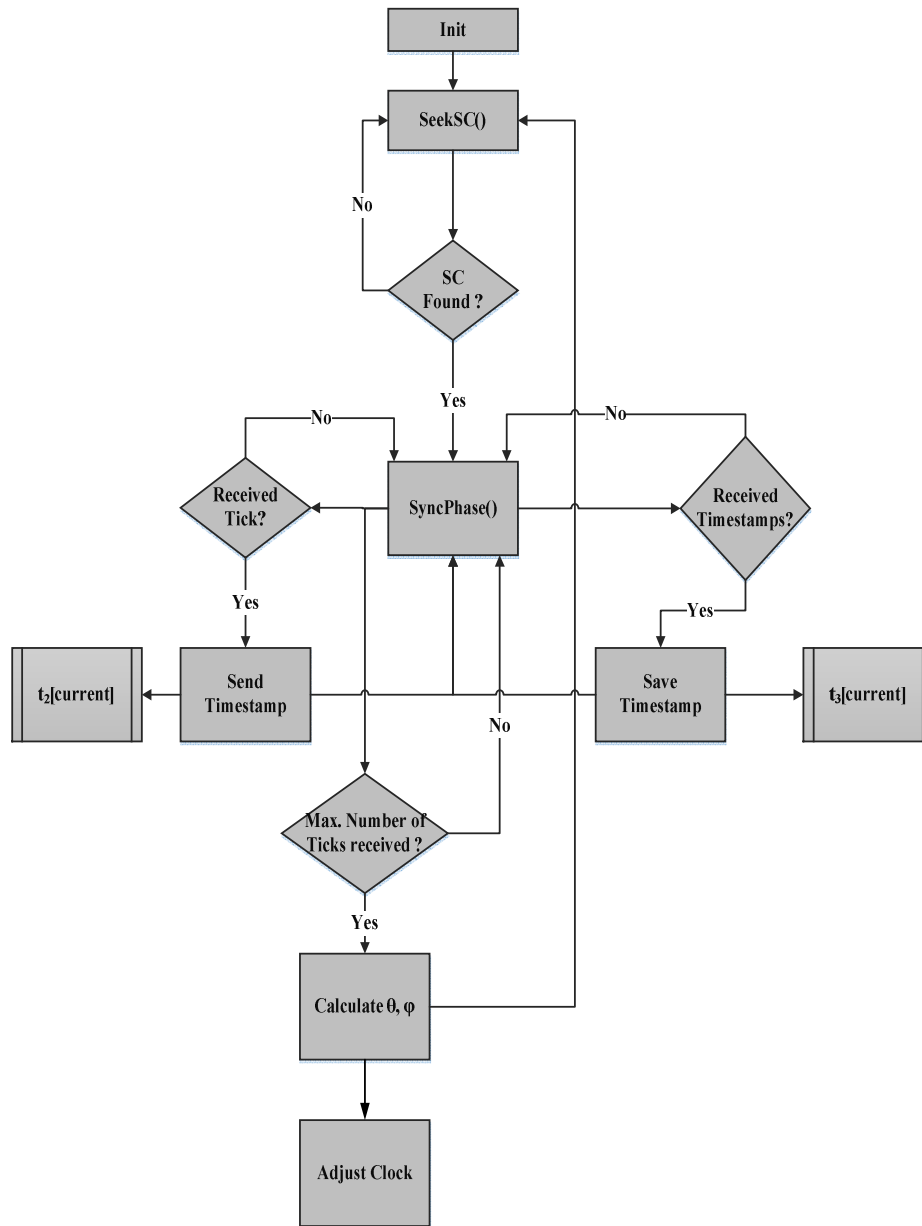 Init
SeekSC()
No
SC
Found ?
Yes
No
No
Received
Tick?
SyncPhase()
Received
Timestamps?
Yes
Yes
t₂[current]
Send
Timestamp
Save
Timestamp
t₃[current]
No
Max. Number of
Ticks received ?
Yes
Calculate θ, φ
Adjust Clock